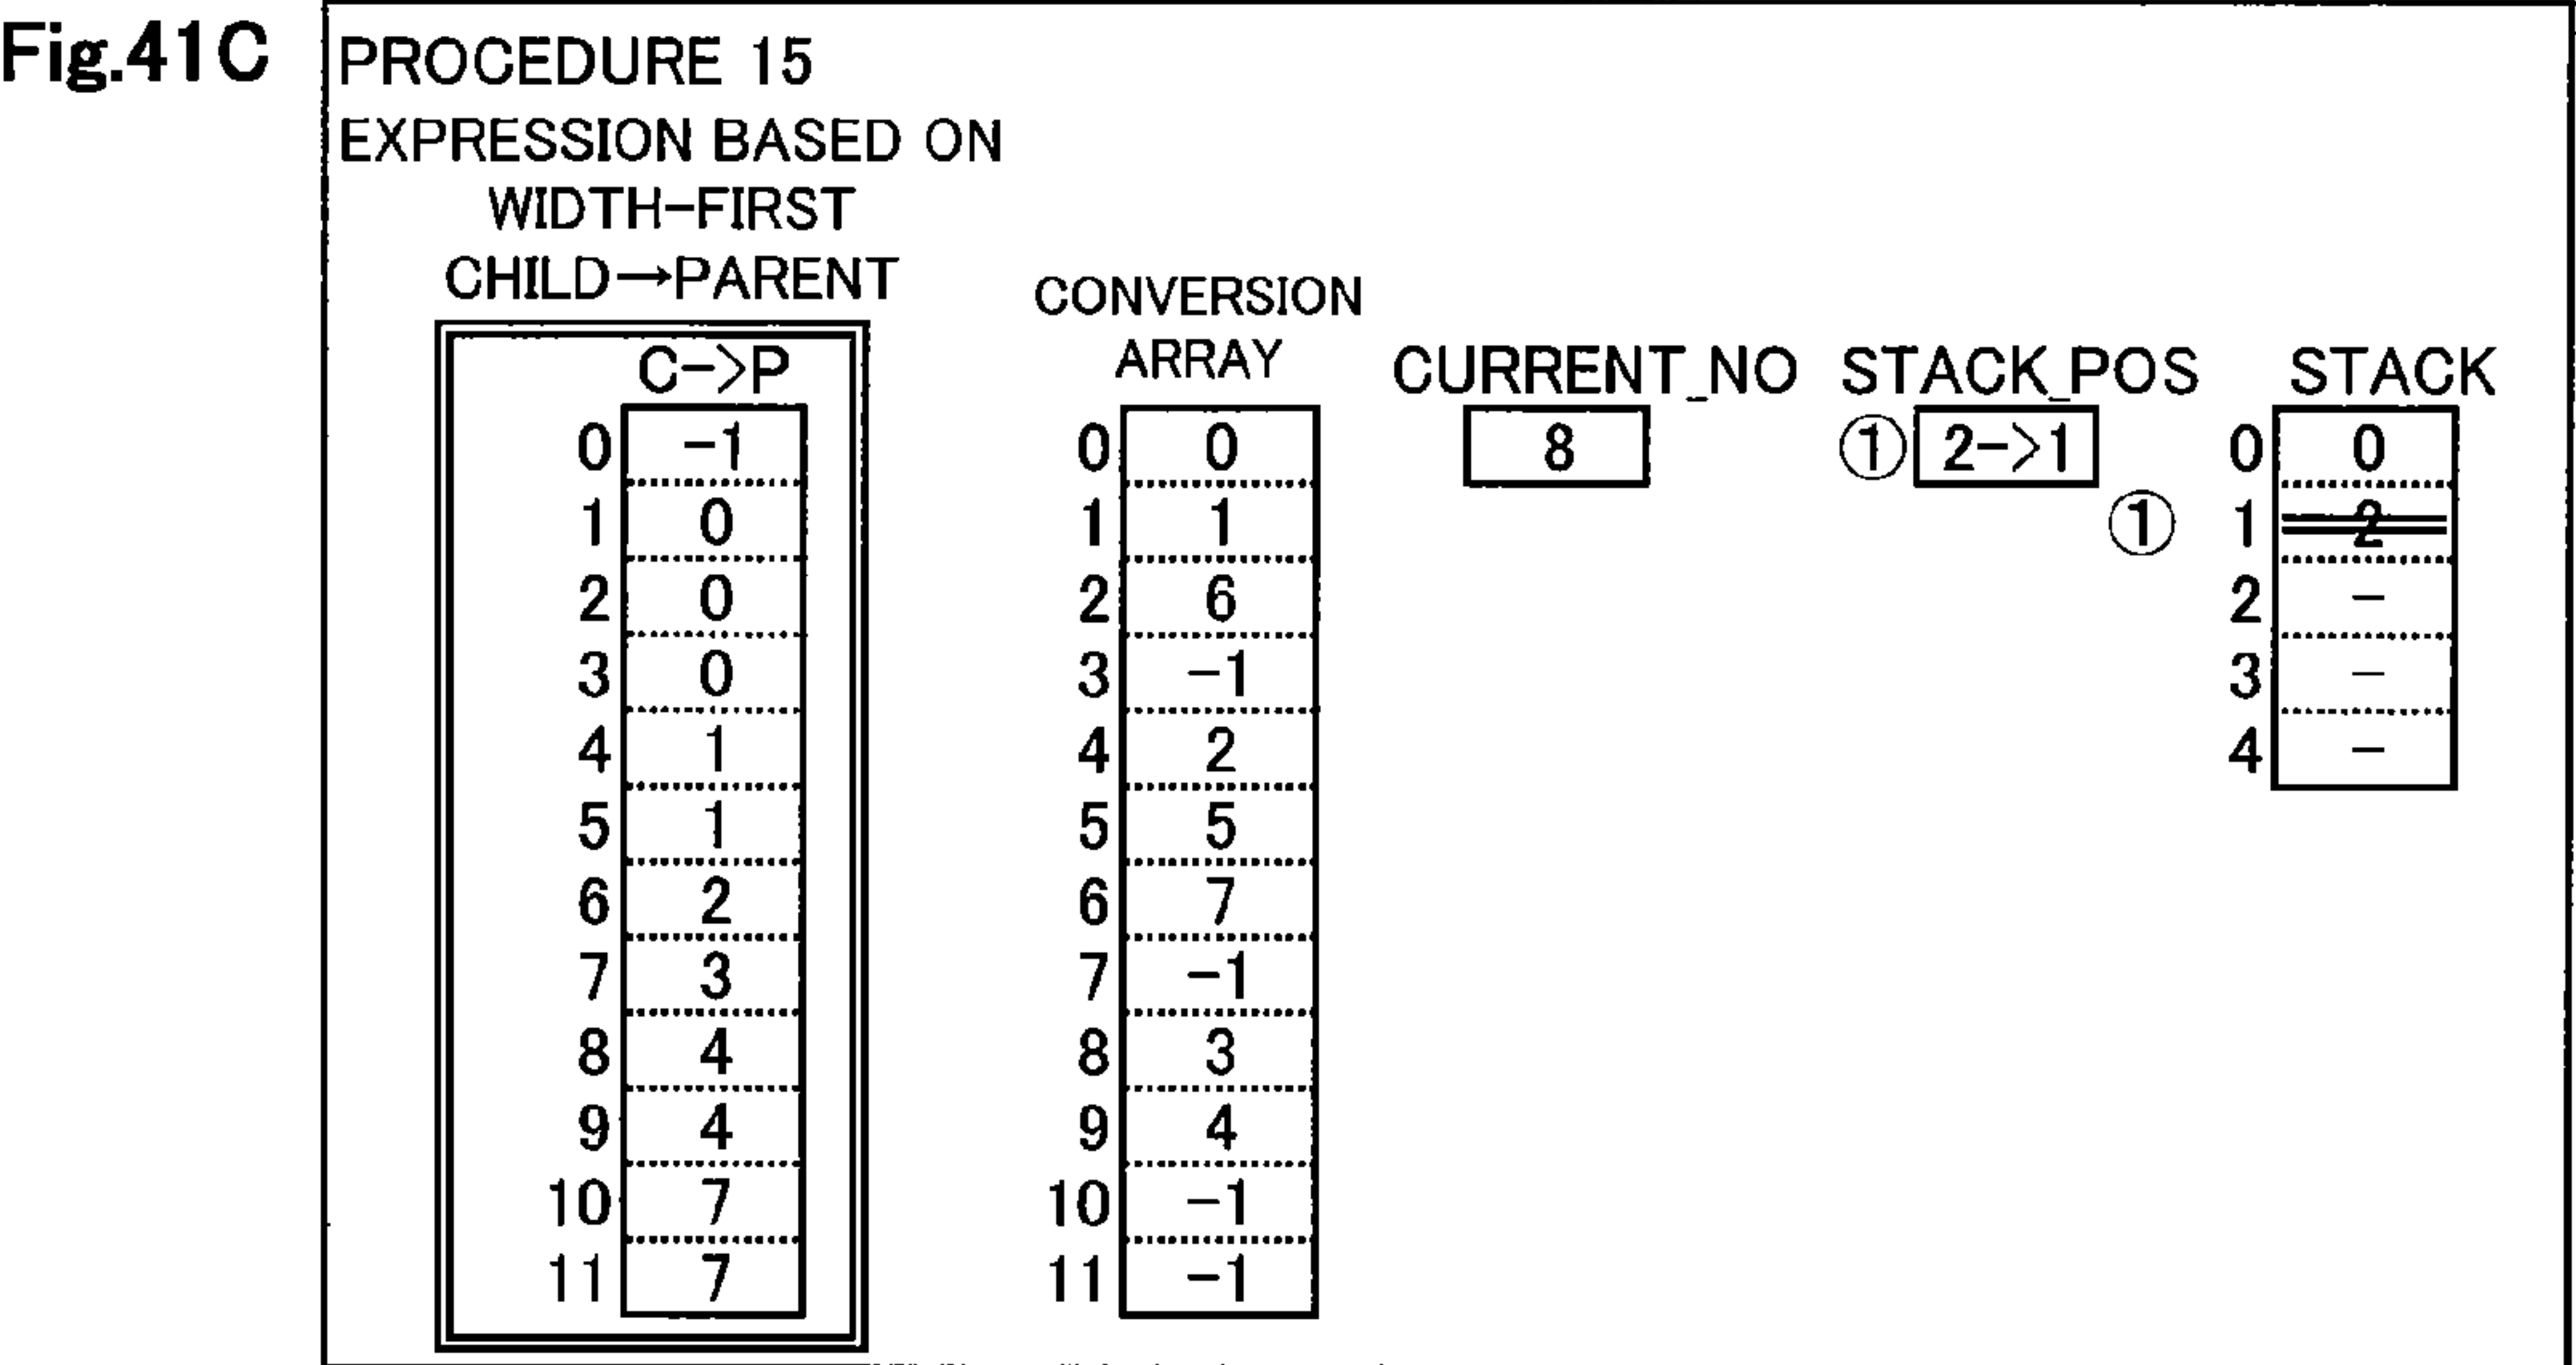 Fig.41C
PROCEDURE 15
EXPRESSION BASED ON
WIDTH-FIRST
CHILD→PARENT
C->P
0 -1
1 0
2 0
3 0
4 1
5 1
6 2
7 3
8 4
9 4
10 7
11 7
CONVERSION
ARRAY
0 0
1 1
2 6
3 -1
4 2
5 5
6 7
7 -1
8 3
9 4
10 -1
11 -1
CURRENT_NO
8
STACK_POS
① 2->1
STACK
0 0
① 1 2
2 -
3 -
4 -